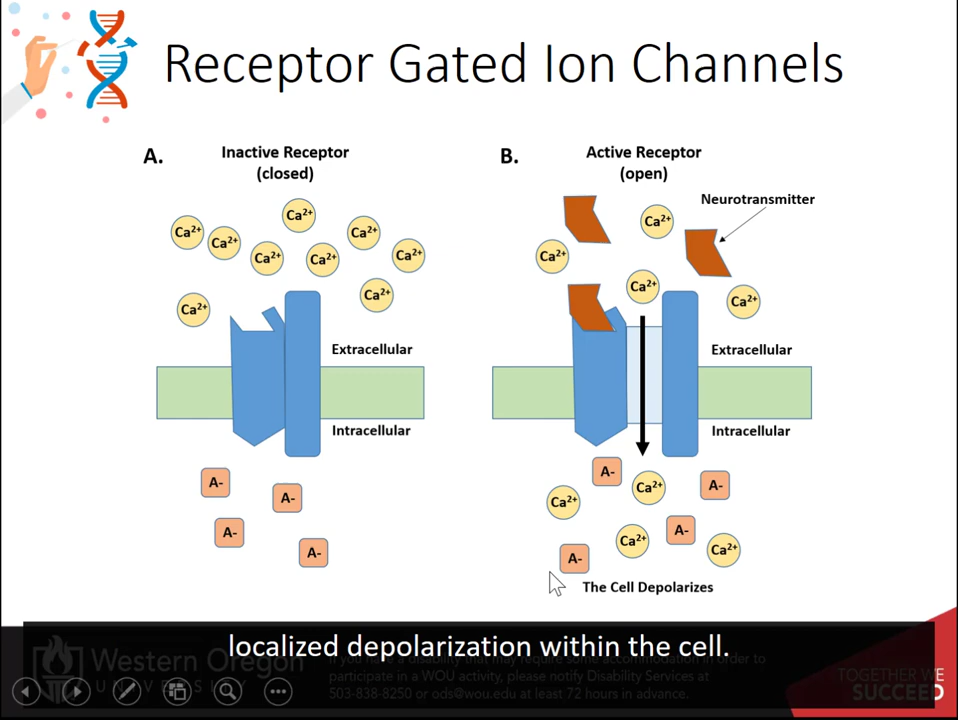 Receptor Gated Ion Channels
A.
Inactive Receptor
(closed)
Ca²⁺
Ca²⁺
Ca²⁺
Ca²⁺
Ca²⁺
Ca²⁺
Ca²⁺
Ca²⁺
Ca²⁺
Extracellular
Intracellular
A-
A-
A-
A-
B.
Active Receptor
(open)
Neurotransmitter
Ca²⁺
Ca²⁺
Ca²⁺
Ca²⁺
Extracellular
Intracellular
A-
Ca²⁺
A-
Ca²⁺
A-
Ca²⁺
Ca²⁺
A-
The Cell Depolarizes
localized depolarization within the cell.
Western Oregon
UNIVERSITY
If you have a disability that may require some accommodation in order to
participate in a WOU activity, please notify Disability Services at
503-838-8250 or ods@wou.edu at least 72 hours in advance.
TOGETHER WE
SUCCEED